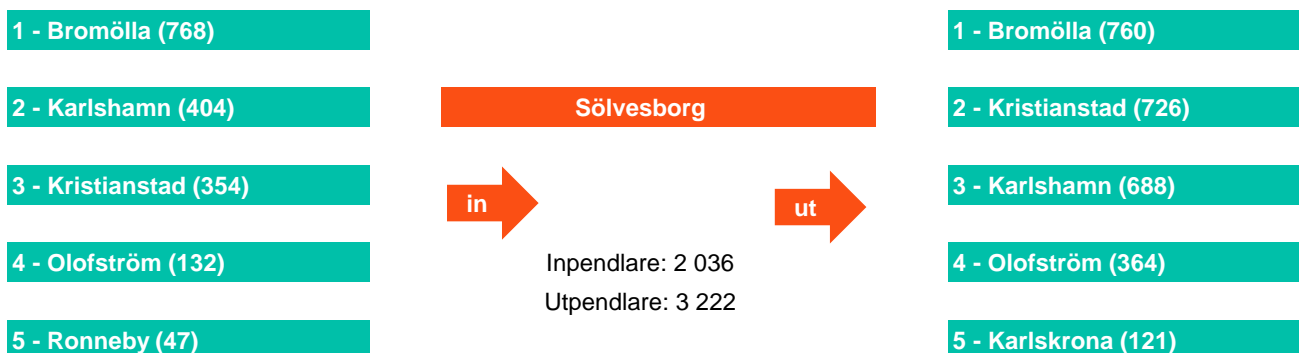 1 - Bromölla (768)
2 - Karlshamn (404)
3 - Kristianstad (354)
4 - Olofström (132)
5 - Ronneby (47)
Sölvesborg
in
ut
Inpendlare: 2 036
Utpendlare: 3 222
1 - Bromölla (760)
2 - Kristianstad (726)
3 - Karlshamn (688)
4 - Olofström (364)
5 - Karlskrona (121)